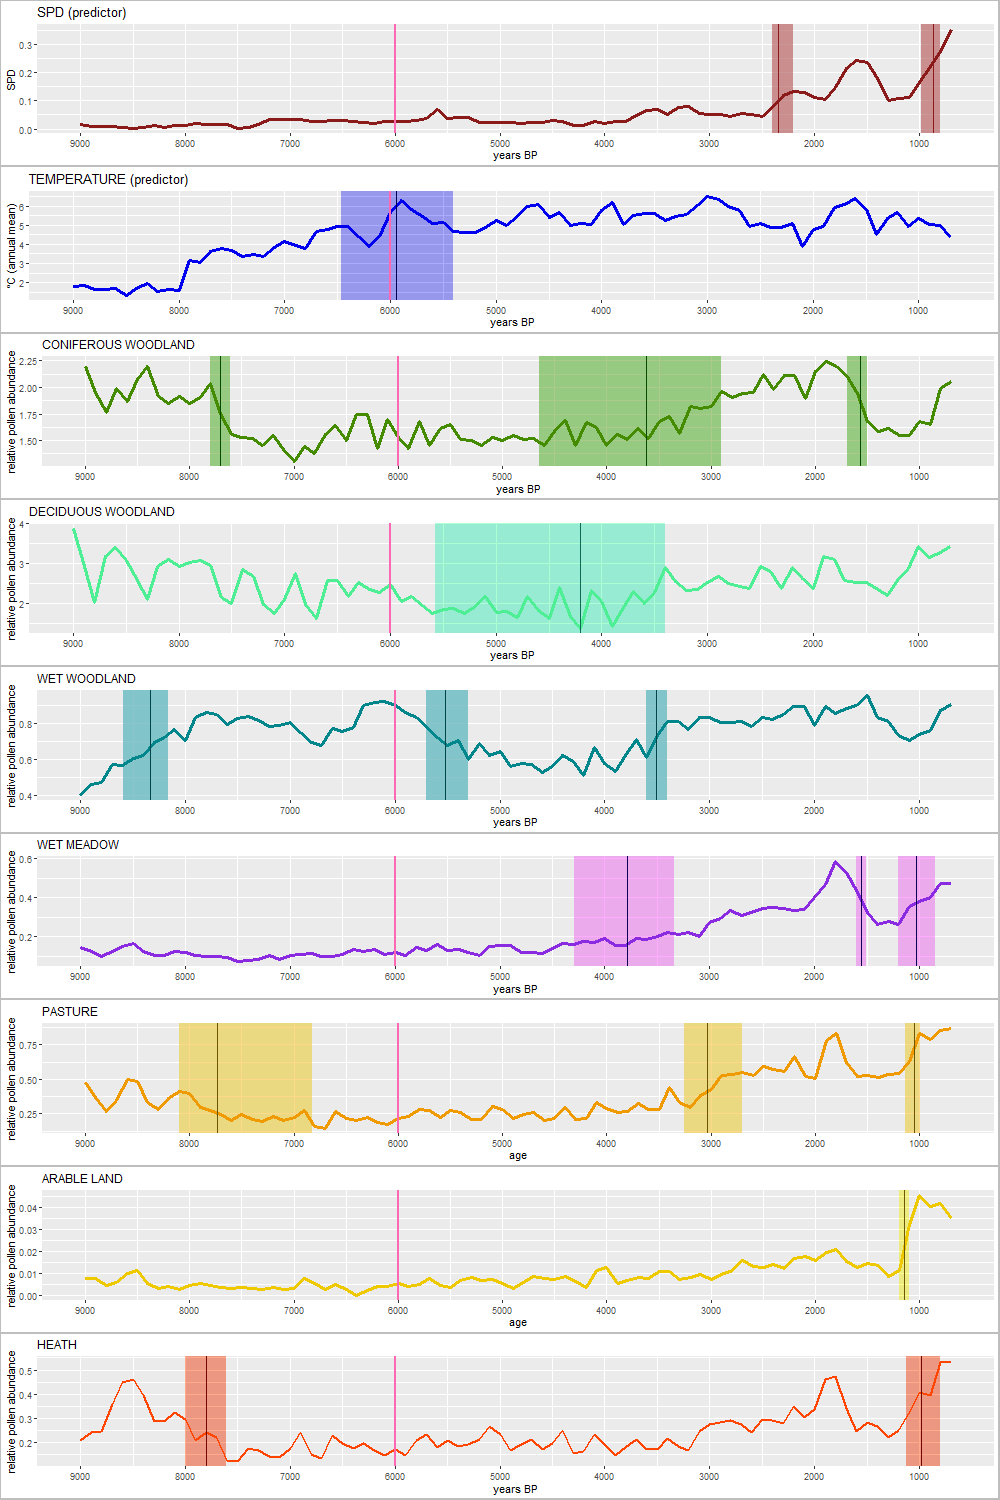 SPD (predictor)
SPD
0.3
0.2
0.1
0.0
9000 8000 7000 6000 5000 4000 3000 2000 1000
years BP
TEMPERATURE (predictor)
°C (annual mean)
6
5
4
3
2
9000 8000 7000 6000 5000 4000 3000 2000 1000
years BP
CONIFEROUS WOODLAND
relative pollen abundance
2.25
2.00
1.75
1.50
9000 8000 7000 6000 5000 4000 3000 2000 1000
years BP
DECIDUOUS WOODLAND
relative pollen abundance
4
3
2
9000 8000 7000 6000 5000 4000 3000 2000 1000
years BP
WET WOODLAND
relative pollen abundance
0.8
0.6
0.4
9000 8000 7000 6000 5000 4000 3000 2000 1000
years BP
WET MEADOW
relative pollen abundance
0.6
0.4
0.2
9000 8000 7000 6000 5000 4000 3000 2000 1000
years BP
PASTURE
relative pollen abundance
0.75
0.50
0.25
9000 8000 7000 6000 5000 4000 3000 2000 1000
age
ARABLE LAND
relative pollen abundance
0.04
0.03
0.02
0.01
0.00
9000 8000 7000 6000 5000 4000 3000 2000 1000
age
HEATH
relative pollen abundance
0.5
0.4
0.3
0.2
9000 8000 7000 6000 5000 4000 3000 2000 1000
years BP